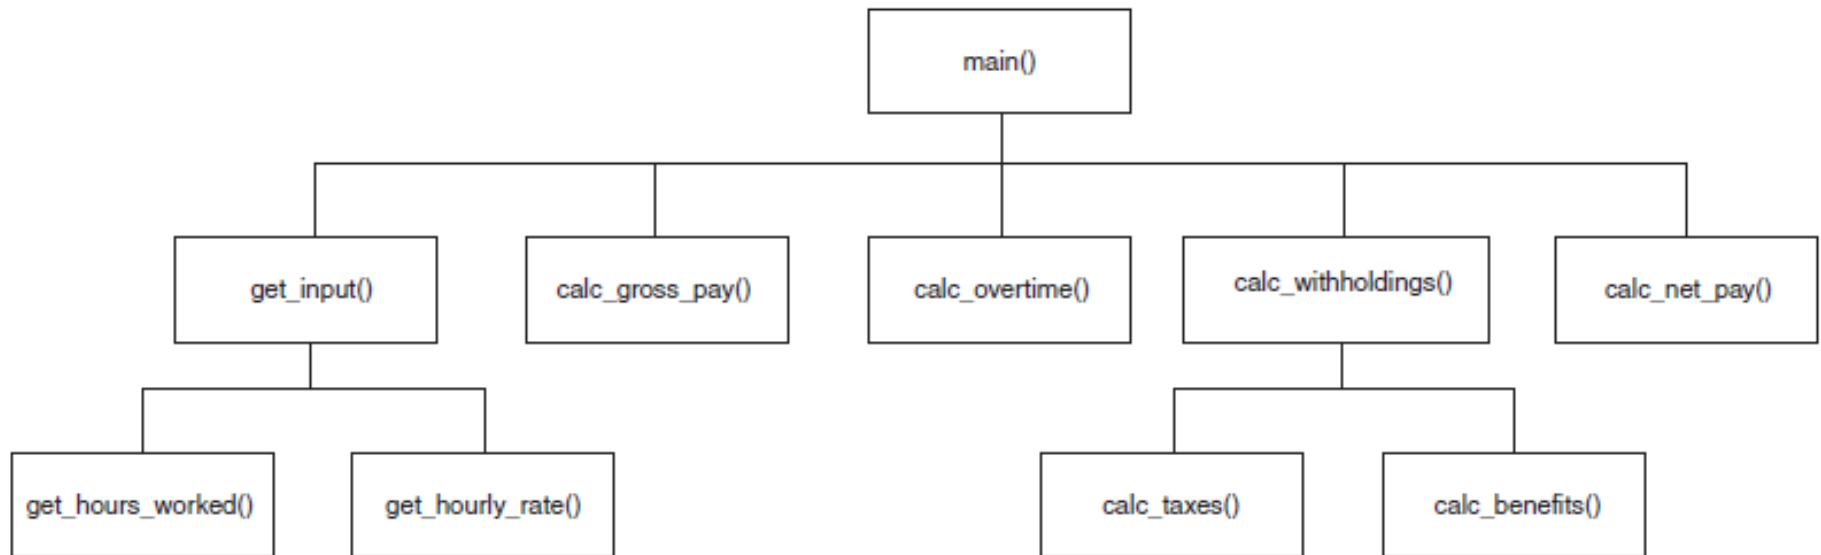 main()
get_input()
calc_gross_pay()
calc_overtime()
calc_withholdings()
calc_net_pay()
get_hours_worked()
get_hourly_rate()
calc_taxes()
calc_benefits()